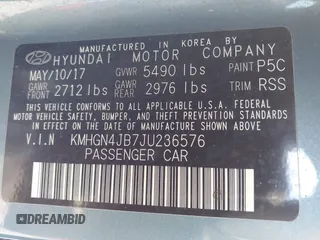 MANUFACTURED IN KOREA BY
HYUNDAI MOTOR COMPANY
MAY/10/17 GVWR 5490 lbs PAINT P5C
GAWR FRONT 2712 lbs GAWR REAR 2976 lbs TRIM RSS
THIS VEHICLE CONFORMS TO ALL APPLICABLE U.S. FEDERAL
MOTOR VEHICLE SAFETY, BUMPER, AND THEFT PREVENTION
STANDARDS IN EFFECT ON THE DATE OF MANUFACTURE SHOWN ABOVE.
V.I.N KMHGN4JB7JU236576
PASSENGER CAR
DREAMBID